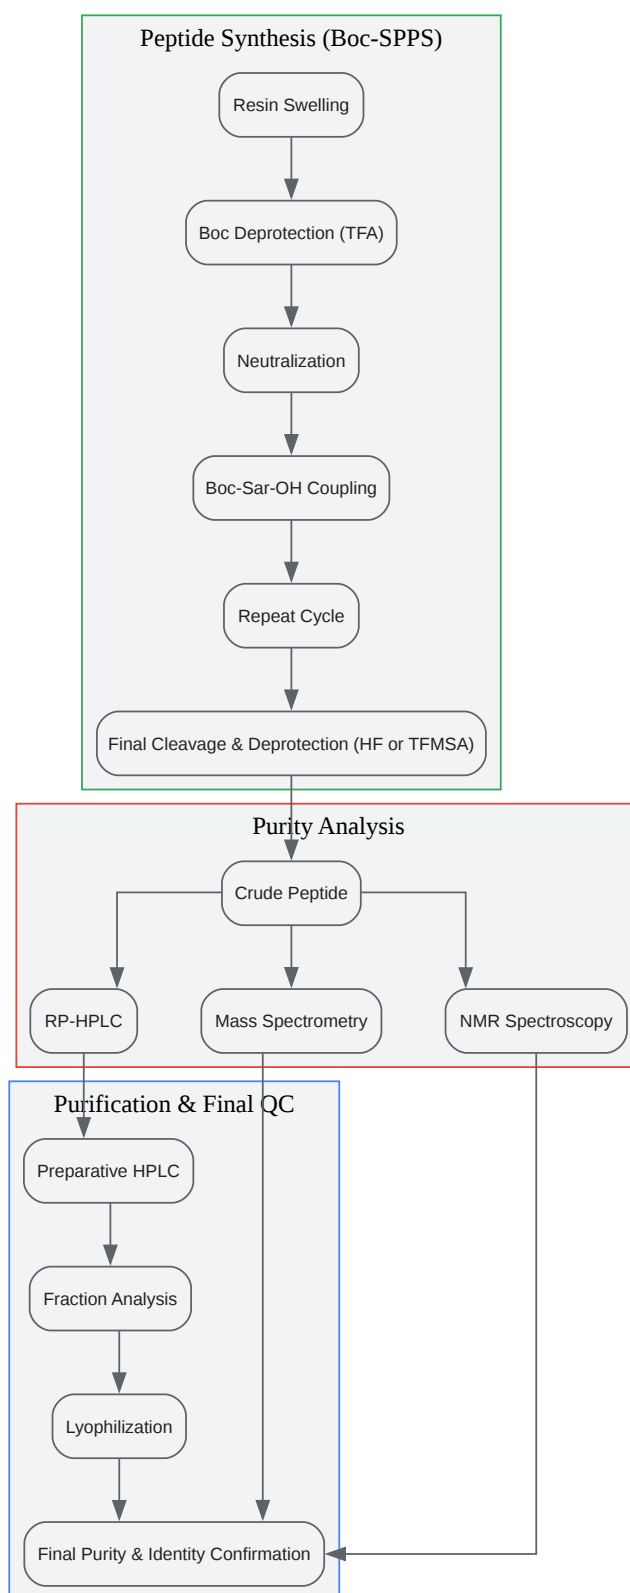 Peptide Synthesis (Boc-SPPS)
Resin Swelling
Boc Deprotection (TFA)
Neutralization
Boc-Sar-OH Coupling
Repeat Cycle
Final Cleavage & Deprotection (HF or TFMSA)
Purity Analysis
Crude Peptide
RP-HPLC
Mass Spectrometry
NMR Spectroscopy
Purification & Final QC
Preparative HPLC
Fraction Analysis
Lyophilization
Final Purity & Identity Confirmation